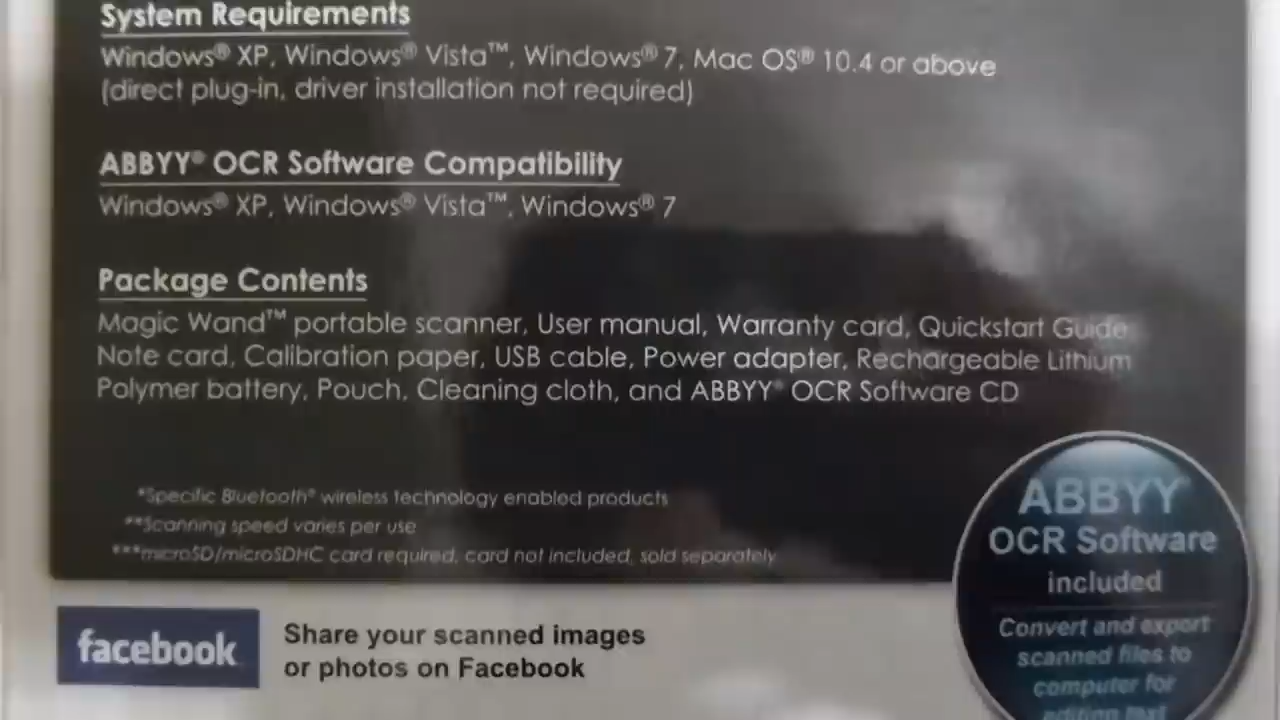 System Requirements
Windows® XP, Windows® Vista™, Windows® 7, Mac OS® 10.4 or above
(direct plug-in, driver installation not required)
ABBYY® OCR Software Compatibility
Windows® XP, Windows® Vista™, Windows® 7
Package Contents
Magic Wand™ portable scanner, User manual, Warranty card, Quickstart Guide
Note card, Calibration paper, USB cable, Power adapter, Rechargeable Lithium
Polymer battery, Pouch, Cleaning cloth, and ABBYY® OCR Software CD
*Specific Bluetooth® wireless technology enabled products
**Scanning speed varies per use
***microSD/microSDHC card required, card not included, sold separately
ABBYY®
OCR Software
included
Convert and export
scanned files to
computer for
facebook
Share your scanned images
or photos on Facebook